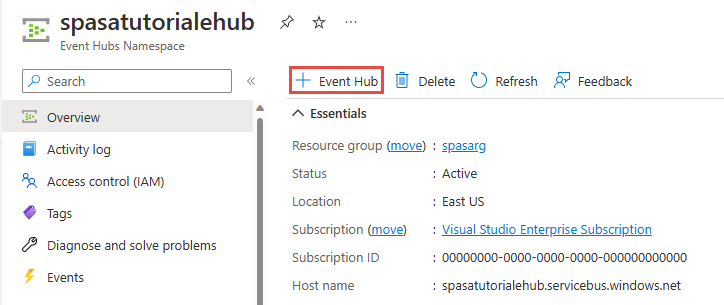 spasatutorialehub
Event Hubs Namespace
Search
Overview
Activity log
Access control (IAM)
Tags
Diagnose and solve problems
Events
Event Hub Delete Refresh Feedback
Essentials
Resource group (move) : spasarg
Status : Active
Location : East US
Subscription (move) : Visual Studio Enterprise Subscription
Subscription ID : 00000000-0000-0000-0000-000000000000
Host name : spasatutorialehub.servicebus.windows.net